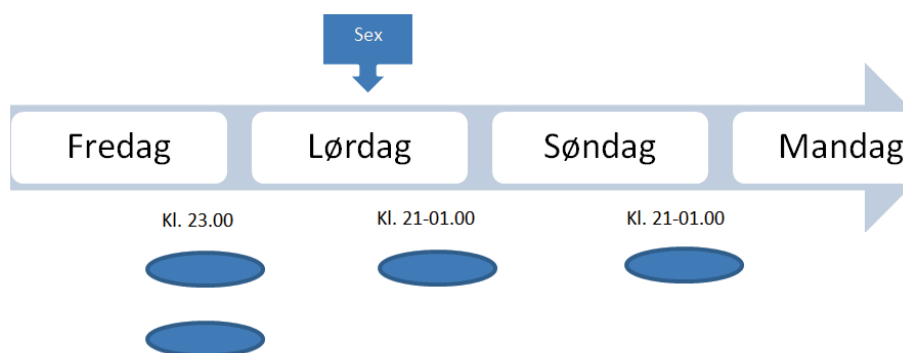 Sex
Fredag
Lørdag
Søndag
Mandag
Kl. 23.00
Kl. 21-01.00
Kl. 21-01.00